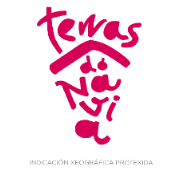 terras
do
Navia
INDICACIÓN XEOGRÁFICA PROTEXIDA